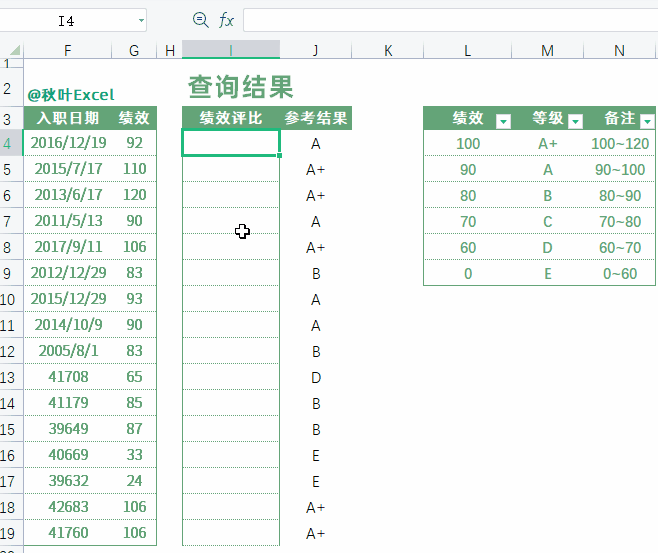 I4 fx
F G H I J K L M N
1
2 @秋叶Excel 查询结果
3 入职日期 绩效 绩效评比 参考结果 绩效 等级 备注
4 2016/12/19 92 A 100 A+ 100~120
5 2015/7/17 110 A+ 90 A 90~100
6 2013/6/17 120 A+ 80 B 80~90
7 2011/5/13 90 A 70 C 70~80
8 2017/9/11 106 A+ 60 D 60~70
9 2012/12/29 83 B 0 E 0~60
10 2015/12/29 93 A
11 2014/10/9 90 A
12 2005/8/1 83 B
13 41708 65 D
14 41179 85 B
15 39649 87 B
16 40669 33 E
17 39632 24 E
18 42683 106 A+
19 41760 106 A+